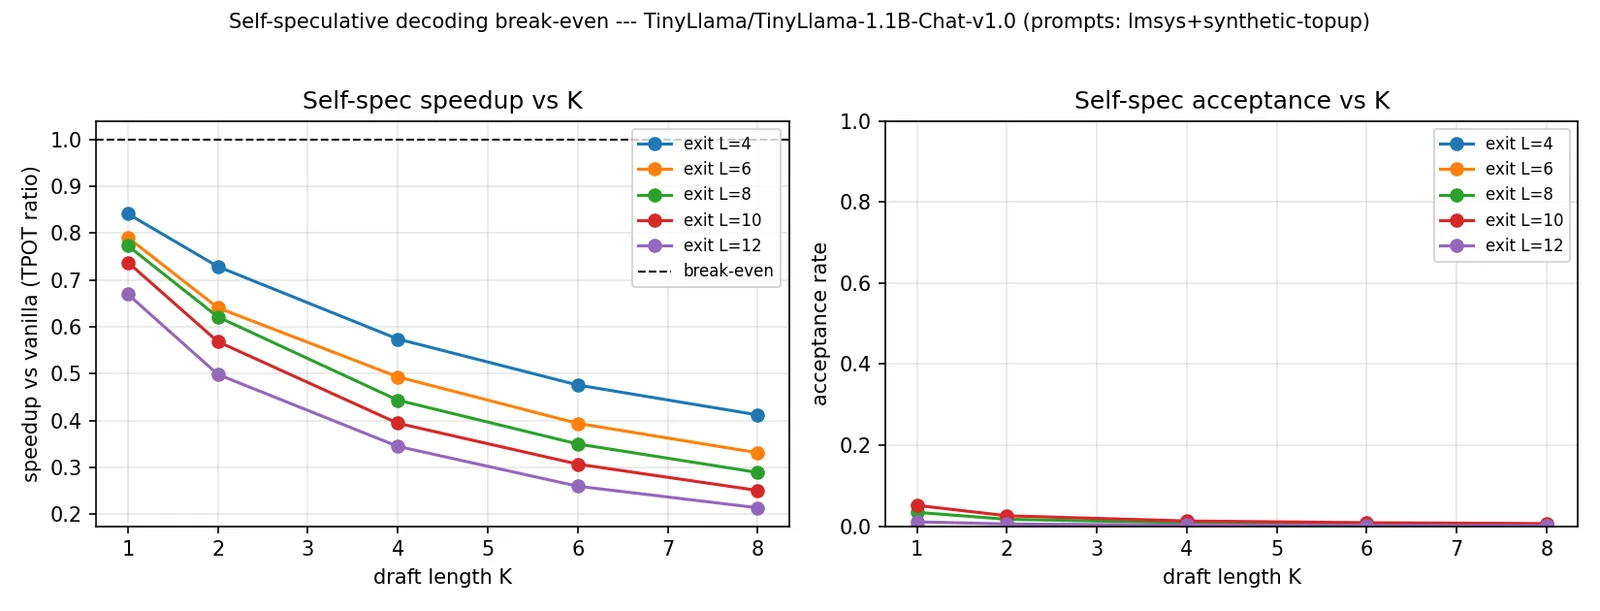 Self-speculative decoding break-even --- TinyLlama/TinyLlama-1.1B-Chat-v1.0 (prompts: lmsys+synthetic-topup)
Self-spec speedup vs K
speedup vs vanilla (TPOT ratio)
1.0
0.9
0.8
0.7
0.6
0.5
0.4
0.3
0.2
exit L=4
exit L=6
exit L=8
exit L=10
exit L=12
break-even
1 2 3 4 5 6 7 8
draft length K
Self-spec acceptance vs K
acceptance rate
1.0
0.8
0.6
0.4
0.2
0.0
exit L=4
exit L=6
exit L=8
exit L=10
exit L=12
1 2 3 4 5 6 7 8
draft length K